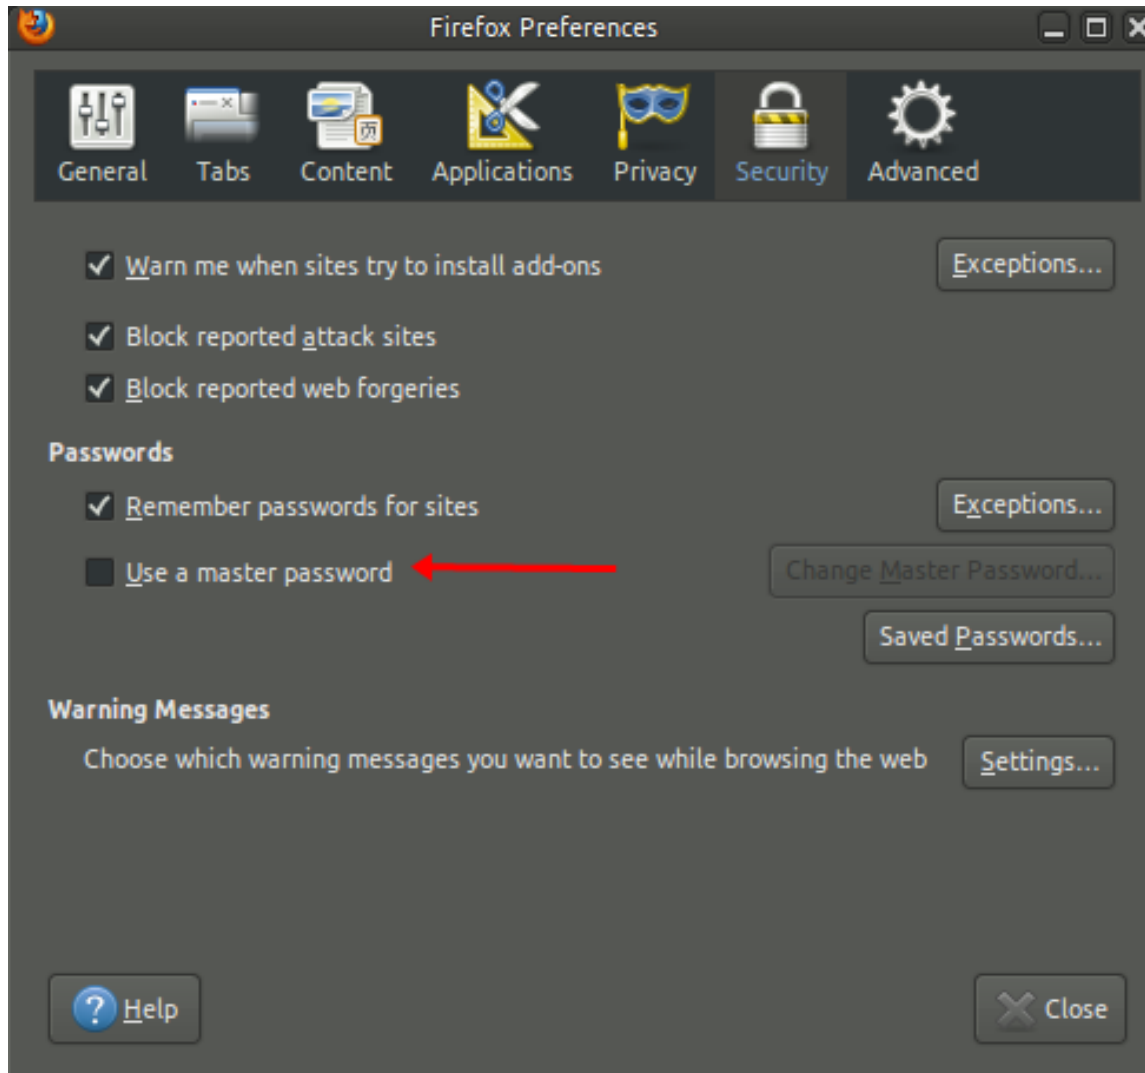 Firefox Preferences
General Tabs Content Applications Privacy Security Advanced
Warn me when sites try to install add-ons Exceptions...
Block reported attack sites
Block reported web forgeries
Passwords
Remember passwords for sites Exceptions...
Use a master password Change Master Password...
Saved Passwords...
Warning Messages
Choose which warning messages you want to see while browsing the web Settings...
Help Close